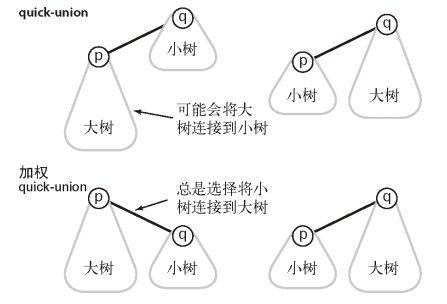 quick-union
q
小树
p
大树
可能会将大
树连接到小树
q
p
小树
大树
加权
quick-union
p
总是选择将小
树连接到大树
q
大树
小树
q
p
小树
大树